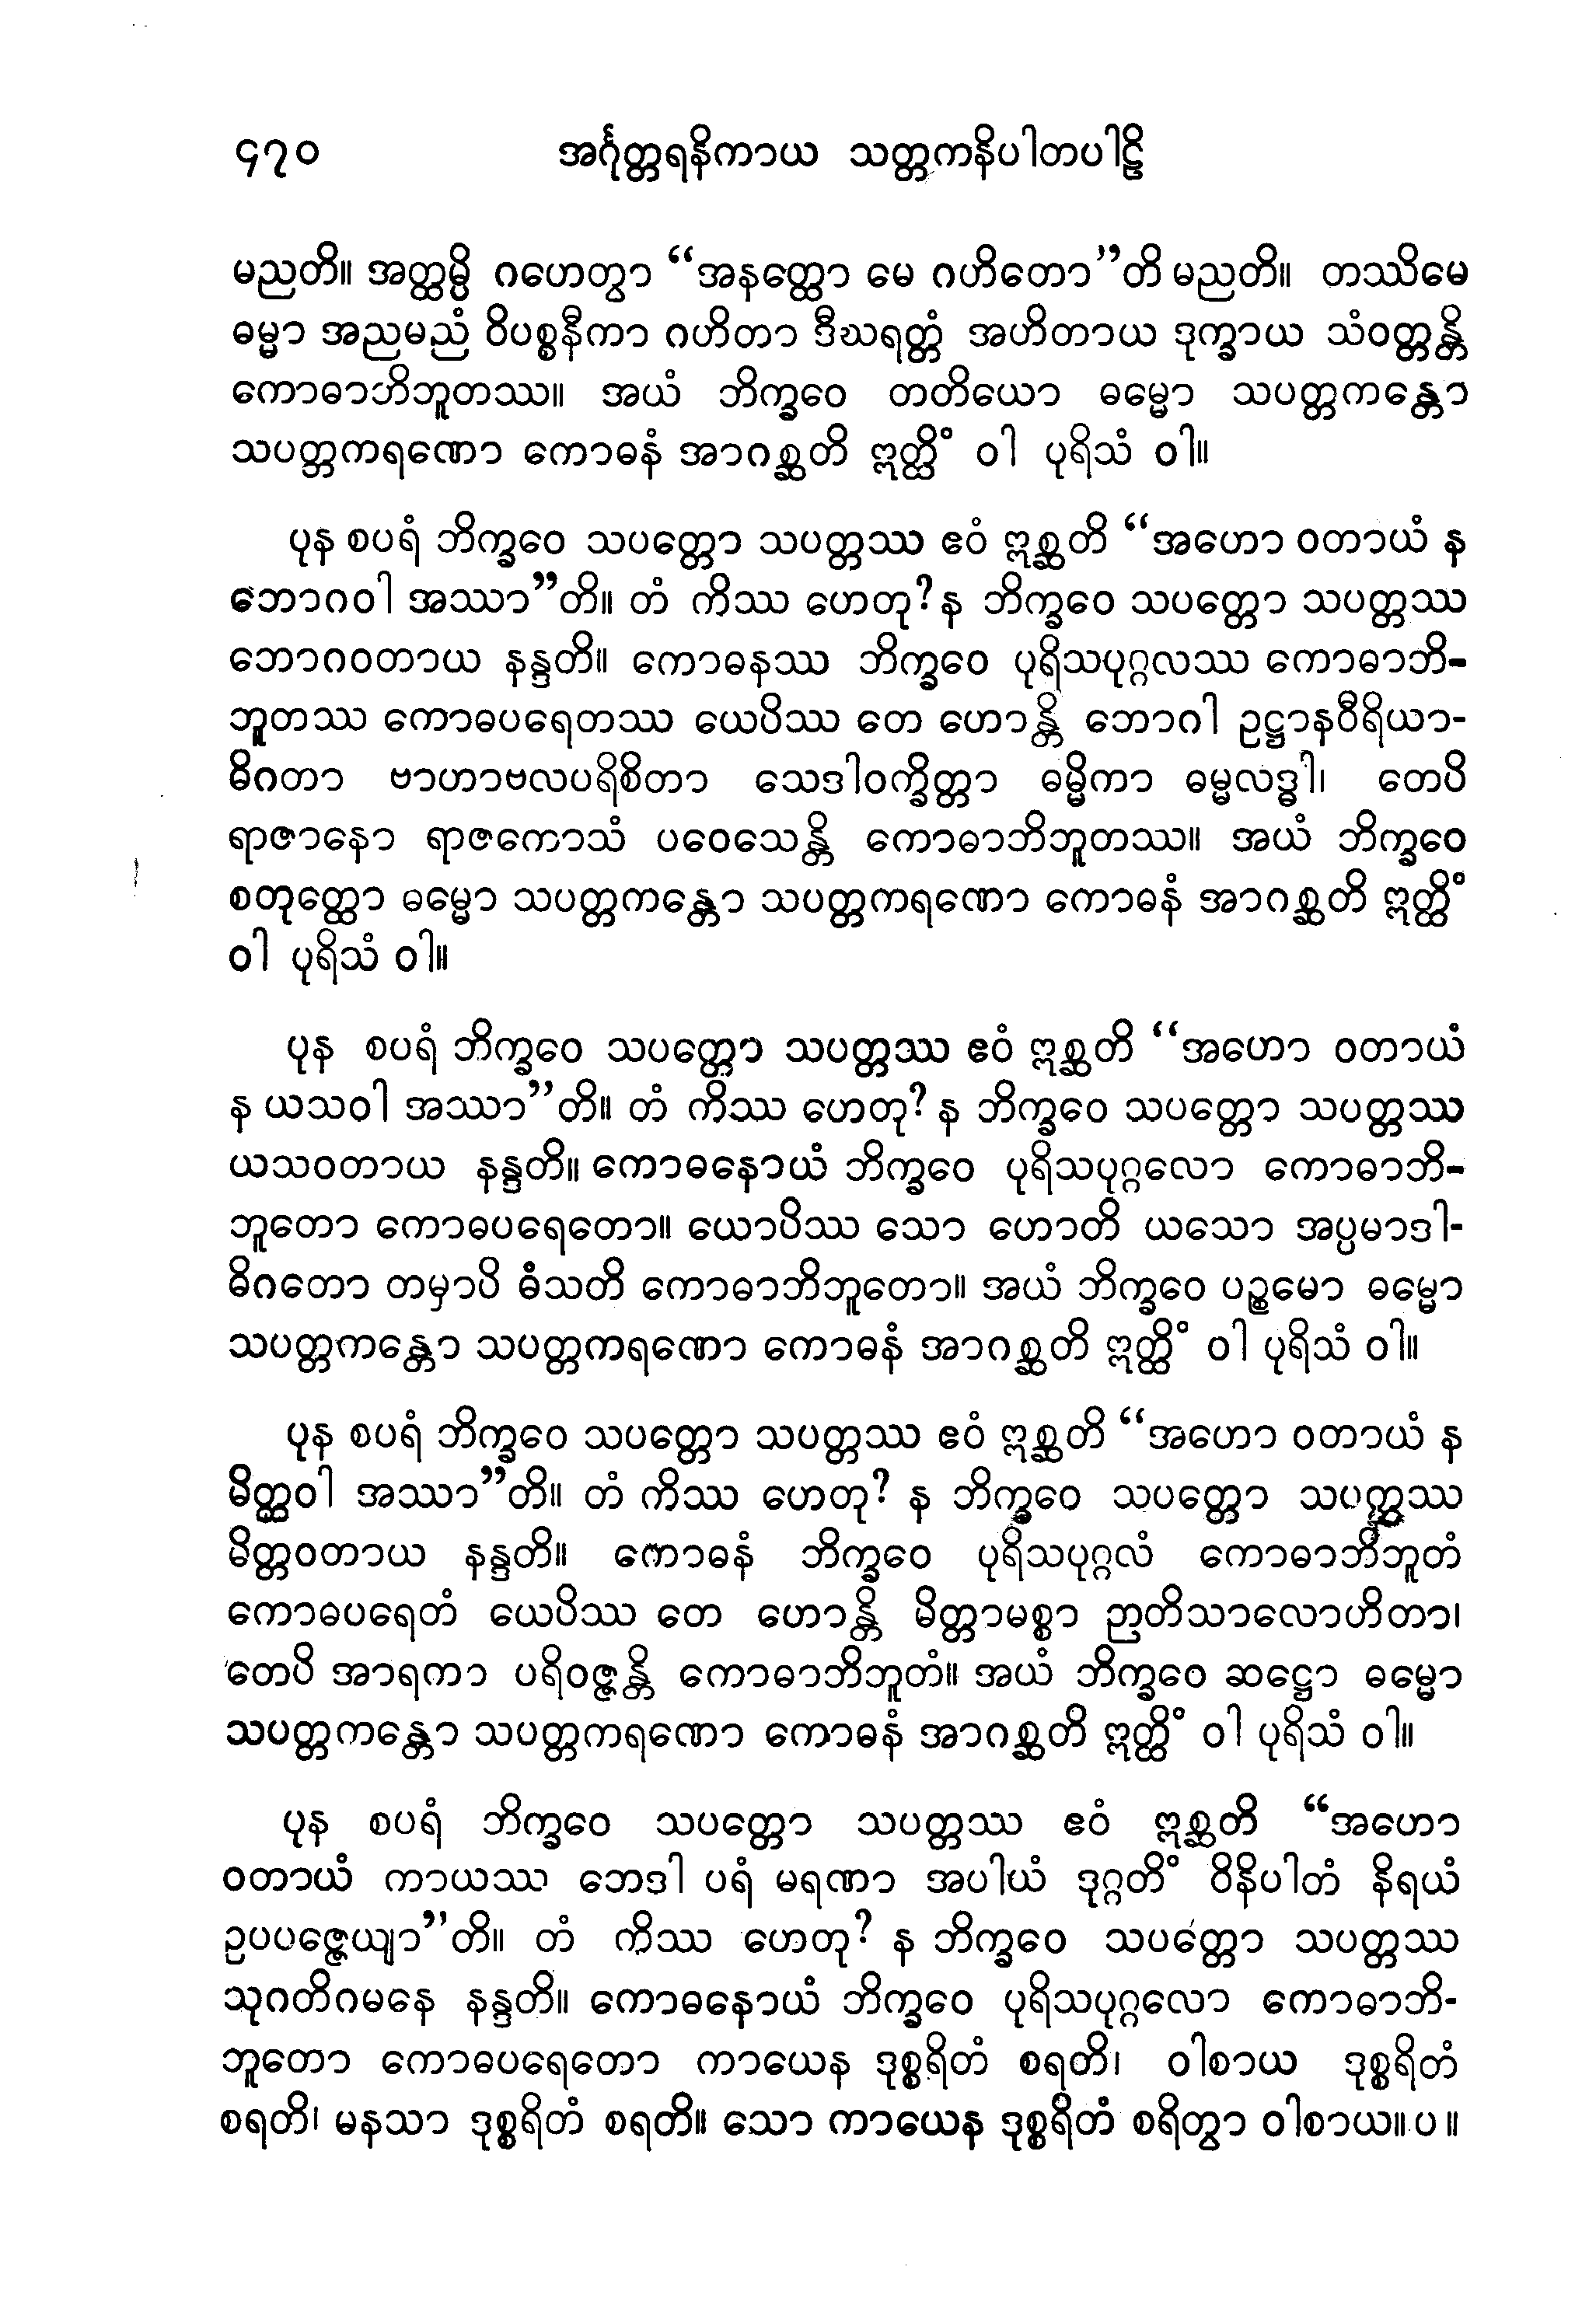 ၄၇၀ အင်္ဂုတ္တရနိကာယ သတ္တကနိပါတပါဠိ
မညတိ။ အတ္ထမ္ပိ ဂဟေတွာ “အနတ္ထော မေ ဂဟိတော”တိ မညတိ။ တဿိမေ
ဓမ္မာ အညမညံ ဝိပစ္စနီကာ ဂဟိတာ ဒီဃရတ္တံ အဟိတာယ ဒုက္ခာယ သံဝတ္တန္တိ
ကောဓာဘိဘူတဿ။ အယံ ဘိက္ခဝေ တတိယော ဓမ္မော သပတ္တကန္တော
သပတ္တကရဏော ကောဓနံ အာဂစ္ဆတိ ဣတ္ထိံ ဝါ ပုရိသံ ဝါ။
ပုန စပရံ ဘိက္ခဝေ သပတ္တော သပတ္တဿ ဧဝံ ဣစ္ဆတိ “အဟော ဝတာယံ န
ဘောဂဝါ အဿာ”တိ။ တံ ကိဿ ဟေတု? န ဘိက္ခဝေ သပတ္တော သပတ္တဿ
ဘောဂဝတာယ နန္ဒတိ။ ကောဓနဿ ဘိက္ခဝေ ပုရိသပုဂ္ဂလဿ ကောဓာဘိ-
ဘူတဿ ကောဓပရေတဿ ယေပိဿ တေ ဟောန္တိ ဘောဂါ ဥဋ္ဌာနဝီရိယာ-
ဓိဂတာ ဗာဟာဗလပရိစိတာ သေဒါဝက္ခိတ္တာ ဓမ္မိကာ ဓမ္မလဒ္ဓါ၊ တေပိ
ရာဇာနော ရာဇကောသံ ပဝေသေန္တိ ကောဓာဘိဘူတဿ။ အယံ ဘိက္ခဝေ
စတုတ္ထော ဓမ္မော သပတ္တကန္တော သပတ္တကရဏော ကောဓနံ အာဂစ္ဆတိ ဣတ္ထိံ
ဝါ ပုရိသံ ဝါ။
ပုန စပရံ ဘိက္ခဝေ သပတ္တော သပတ္တဿ ဧဝံ ဣစ္ဆတိ “အဟော ဝတာယံ
န ယသဝါ အဿာ”တိ။ တံ ကိဿ ဟေတု? န ဘိက္ခဝေ သပတ္တော သပတ္တဿ
ယသဝတာယ နန္ဒတိ။ ကောဓနောယံ ဘိက္ခဝေ ပုရိသပုဂ္ဂလော ကောဓာဘိ-
ဘူတော ကောဓပရေတော။ ယောပိဿ သော ဟောတိ ယသော အပ္ပမာဒါ-
ဓိဂတော တမှာပိ ဓံသတိ ကောဓာဘိဘူတော။ အယံ ဘိက္ခဝေ ပဉ္စမော ဓမ္မော
သပတ္တကန္တော သပတ္တကရဏော ကောဓနံ အာဂစ္ဆတိ ဣတ္ထိံ ဝါ ပုရိသံ ဝါ။
ပုန စပရံ ဘိက္ခဝေ သပတ္တော သပတ္တဿ ဧဝံ ဣစ္ဆတိ “အဟော ဝတာယံ န
မိတ္တဝါ အဿာ”တိ။ တံ ကိဿ ဟေတု? န ဘိက္ခဝေ သပတ္တော သပတ္တဿ
မိတ္တဝတာယ နန္ဒတိ။ ကောဓနံ ဘိက္ခဝေ ပုရိသပုဂ္ဂလံ ကောဓာဘိဘူတံ
ကောဓပရေတံ ယေပိဿ တေ ဟောန္တိ မိတ္တာမစ္စာ ဉာတိသာလောဟိတာ၊
တေပိ အာရကာ ပရိဝဇ္ဇန္တိ ကောဓာဘိဘူတံ။ အယံ ဘိက္ခဝေ ဆဋ္ဌော ဓမ္မော
သပတ္တကန္တော သပတ္တကရဏော ကောဓနံ အာဂစ္ဆတိ ဣတ္ထိံ ဝါ ပုရိသံ ဝါ။
ပုန စပရံ ဘိက္ခဝေ သပတ္တော သပတ္တဿ ဧဝံ ဣစ္ဆတိ “အဟော
ဝတာယံ ကာယဿ ဘေဒါ ပရံ မရဏာ အပါယံ ဒုဂ္ဂတိံ ဝိနိပါတံ နိရယံ
ဥပပဇ္ဇေယျာ”တိ။ တံ ကိဿ ဟေတု? န ဘိက္ခဝေ သပတ္တော သပတ္တဿ
သုဂတိဂမနေ နန္ဒတိ။ ကောဓနောယံ ဘိက္ခဝေ ပုရိသပုဂ္ဂလော ကောဓာဘိ-
ဘူတော ကောဓပရေတော ကာယေန ဒုစ္စရိတံ စရတိ၊ ဝါစာယ ဒုစ္စရိတံ
စရတိ၊ မနသာ ဒုစ္စရိတံ စရတိ။ သော ကာယေန ဒုစ္စရိတံ စရိတွာ ဝါစာယ။ ပ ။